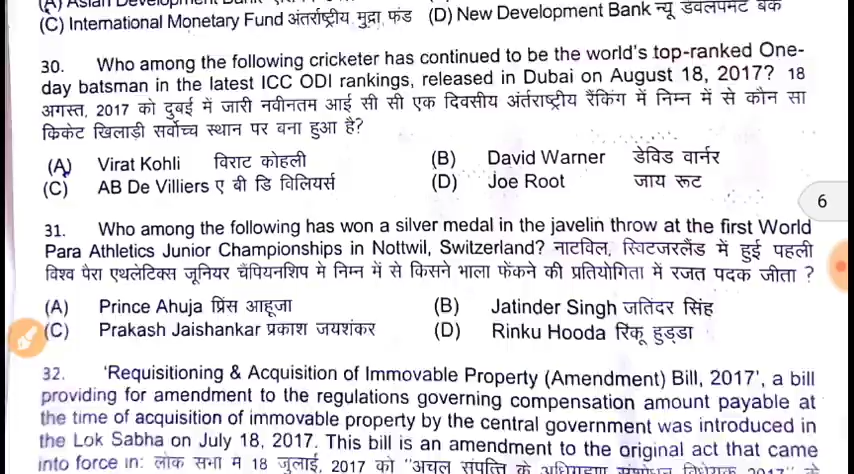 (C) International Monetary Fund अंतर्राष्ट्रीय मुद्रा फंड (D) New Development Bank न्यू डेवलपमेंट बैंक
30. Who among the following cricketer has continued to be the world's top-ranked One-
day batsman in the latest ICC ODI rankings, released in Dubai on August 18, 2017? 18
अगस्त, 2017 को दुबई में जारी नवीनतम आई सी सी एक दिवसीय अंतर्राष्ट्रीय रैंकिंग में निम्न में से कौन सा
क्रिकेट खिलाड़ी सर्वोच्च स्थान पर बना हुआ है?
(A) Virat Kohli विराट कोहली (B) David Warner डेविड वार्नर
(C) AB De Villiers ए बी डि विलियर्स (D) Joe Root जाय रूट
6
31. Who among the following has won a silver medal in the javelin throw at the first World
Para Athletics Junior Championships in Nottwil, Switzerland? नाटविल, स्विटजरलैंड में हुई पहली
विश्व पैरा एथलेटिक्स जूनियर चैंपियनशिप मे निम्न में से किसने भाला फेंकने की प्रतियोगिता में रजत पदक जीता ?
(A) Prince Ahuja प्रिंस आहूजा (B) Jatinder Singh जतिंदर सिंह
(C) Prakash Jaishankar प्रकाश जयशंकर (D) Rinku Hooda रिंकू हुड्डा
32. 'Requisitioning & Acquisition of Immovable Property (Amendment) Bill, 2017', a bill
providing for amendment to the regulations governing compensation amount payable at
the time of acquisition of immovable property by the central government was introduced in
the Lok Sabha on July 18, 2017. This bill is an amendment to the original act that came
into force in: लोक सभा में 18 जुलाई, 2017 को "अचल संपत्ति के